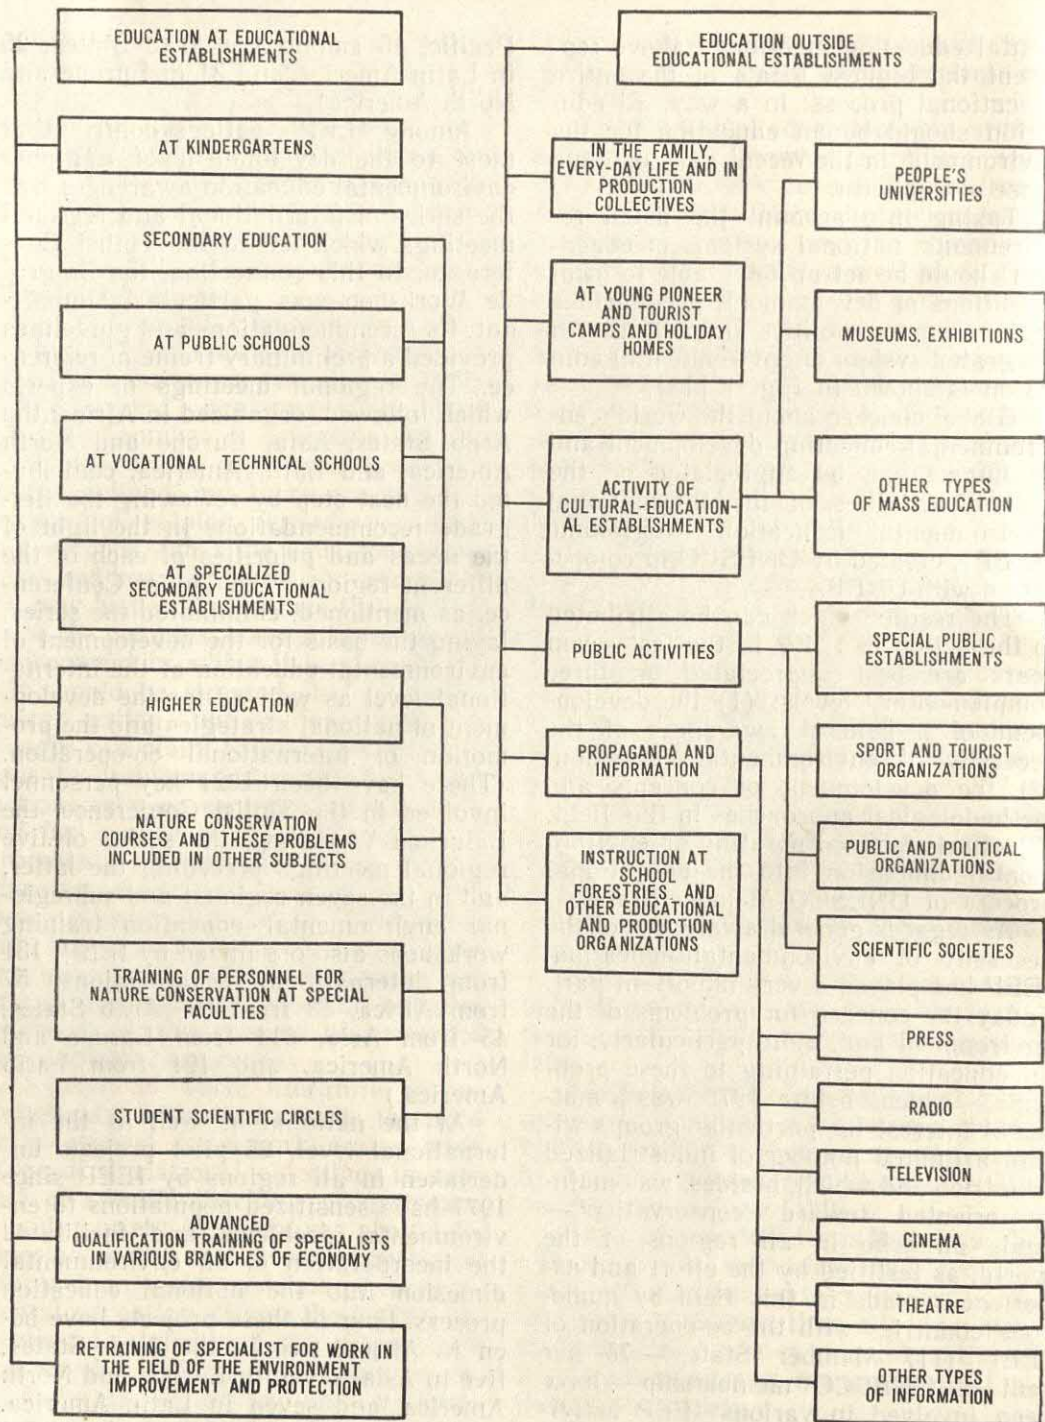 EDUCATION AT EDUCATIONAL
ESTABLISHMENTS
AT KINDERGARTENS
SECONDARY EDUCATION
AT PUBLIC SCHOOLS
AT VOCATIONAL TECHNICAL SCHOOLS
AT SPECIALIZED
SECONDARY EDUCATIONAL
ESTABLISHMENTS
HIGHER EDUCATION
NATURE CONSERVATION
COURSES AND THESE PROBLEMS
INCLUDED IN OTHER SUBJECTS
TRAINING OF PERSONNEL FOR
NATURE CONSERVATION AT SPECIAL
FACULTIES
STUDENT SCIENTIFIC CIRCLES
ADVANCED
QUALIFICATION TRAINING OF SPECIALISTS
IN VARIOUS BRANCHES OF ECONOMY
RETRAINING OF SPECIALIST FOR WORK IN
THE FIELD OF THE ENVIRONMENT
IMPROVEMENT AND PROTECTION
EDUCATION OUTSIDE
EDUCATIONAL ESTABLISHMENTS
IN THE FAMILY,
EVERY-DAY LIFE AND IN
PRODUCTION
COLLECTIVES
AT YOUNG PIONEER
AND TOURIST
CAMPS AND HOLIDAY
HOMES
ACTIVITY OF
CULTURAL-EDUCATION-
AL ESTABLISHMENTS
PUBLIC ACTIVITIES
PROPAGANDA AND
INFORMATION
INSTRUCTION AT
SCHOOL
FORESTRIES, AND
OTHER EDUCATIONAL
AND PRODUCTION
ORGANIZATIONS
PEOPLE'S
UNIVERSITIES
MUSEUMS, EXHIBITIONS
OTHER TYPES
OF MASS EDUCATION
SPECIAL PUBLIC
ESTABLISHMENTS
SPORT AND TOURIST
ORGANIZATIONS
PUBLIC AND POLITICAL
ORGANIZATIONS
SCIENTIFIC SOCIETIES
PRESS
RADIO
TELEVISION
CINEMA
THEATRE
OTHER TYPES
OF INFORMATION